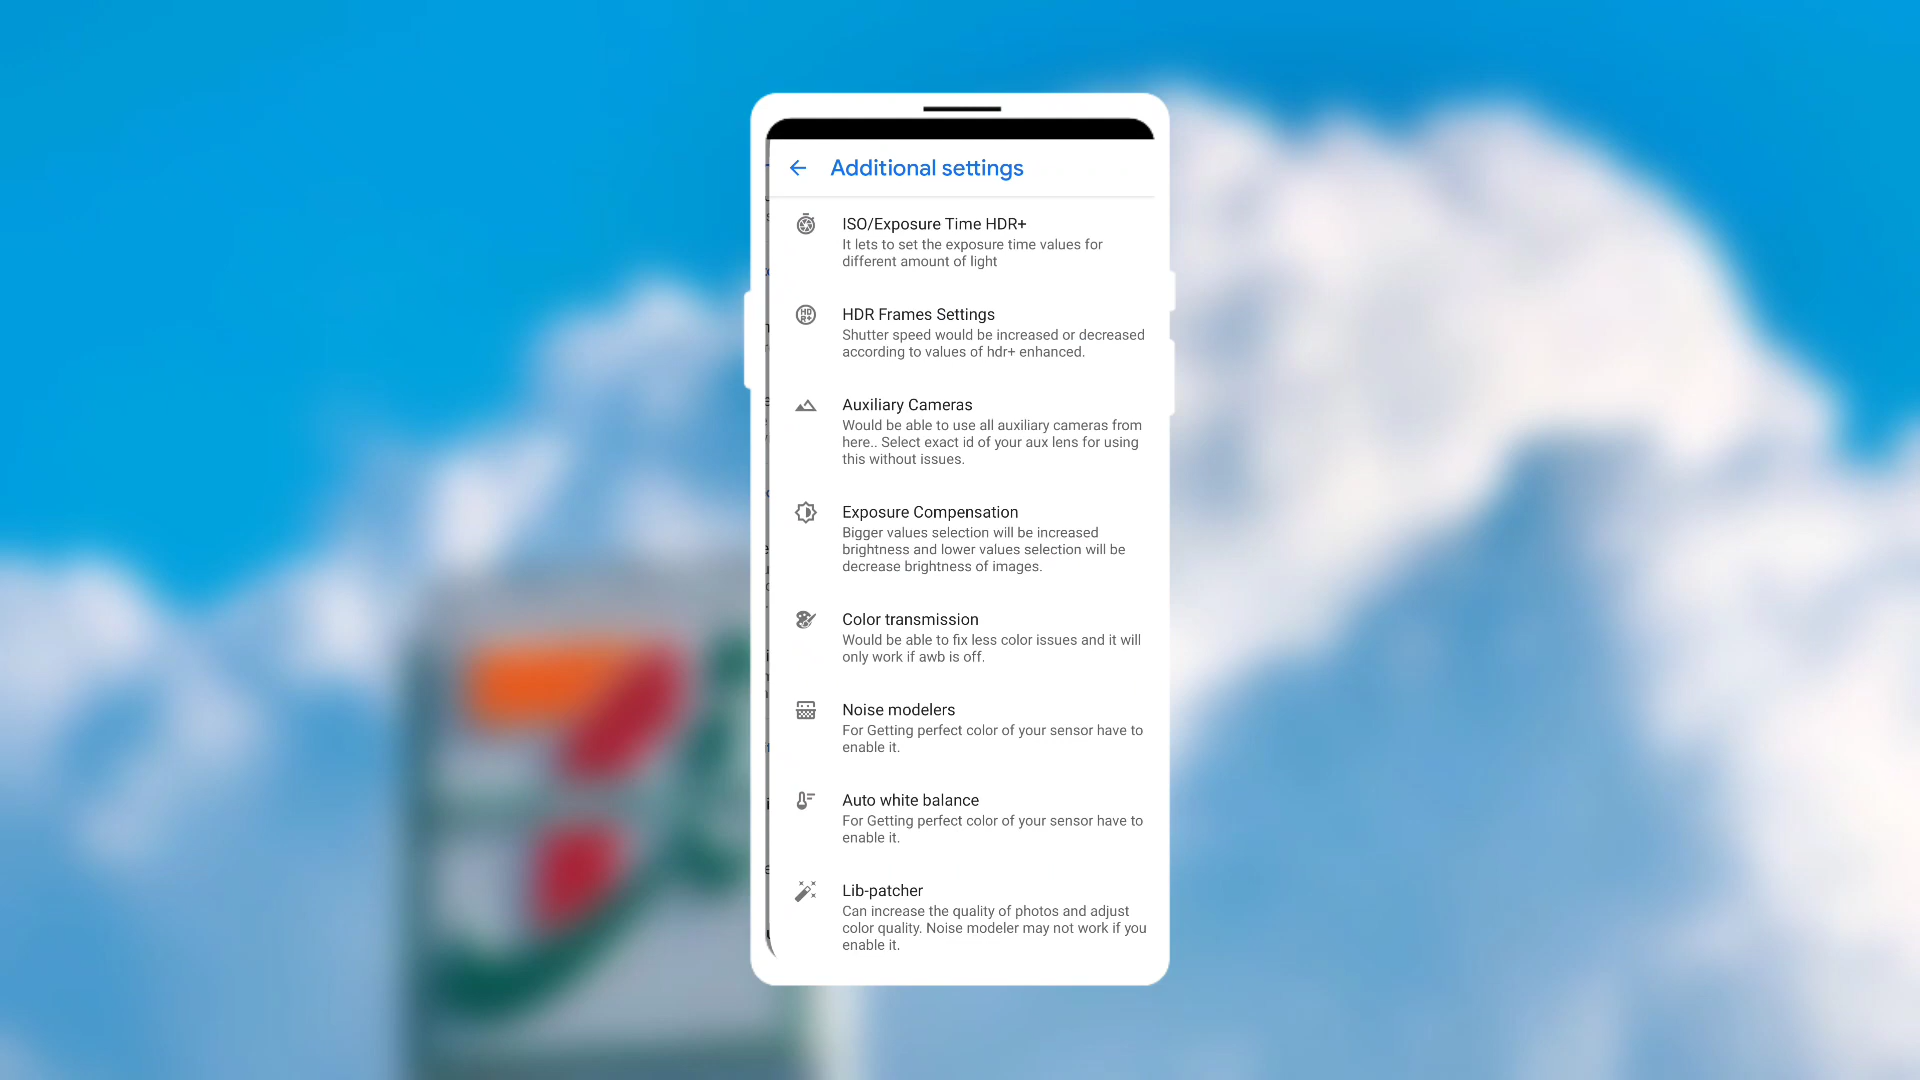 Additional settings
ISO/Exposure Time HDR+
It lets to set the exposure time values for
different amount of light
HDR Frames Settings
Shutter speed would be increased or decreased
according to values of hdr+ enhanced.
Auxiliary Cameras
Would be able to use all auxiliary cameras from
here.. Select exact id of your aux lens for using
this without issues.
Exposure Compensation
Bigger values selection will be increased
brightness and lower values selection will be
decrease brightness of images.
Color transmission
Would be able to fix less color issues and it will
only work if awb is off.
Noise modelers
For Getting perfect color of your sensor have to
enable it.
Auto white balance
For Getting perfect color of your sensor have to
enable it.
Lib-patcher
Can increase the quality of photos and adjust
color quality. Noise modeler may not work if you
enable it.